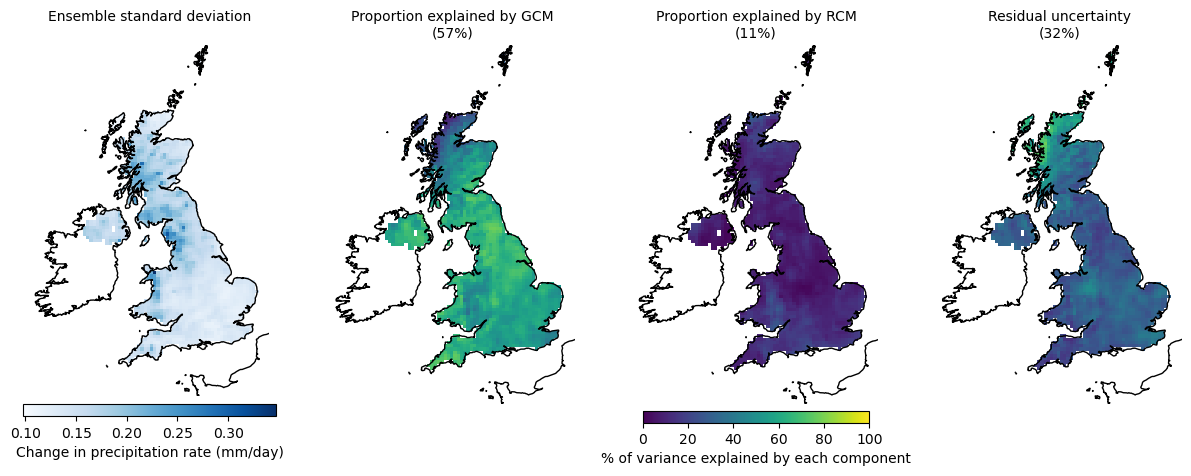 Ensemble standard deviation
Proportion explained by GCM
(57%)
Proportion explained by RCM
(11%)
Residual uncertainty
(32%)
0.10 0.15 0.20 0.25 0.30
Change in precipitation rate (mm/day)
0 20 40 60 80 100
% of variance explained by each component